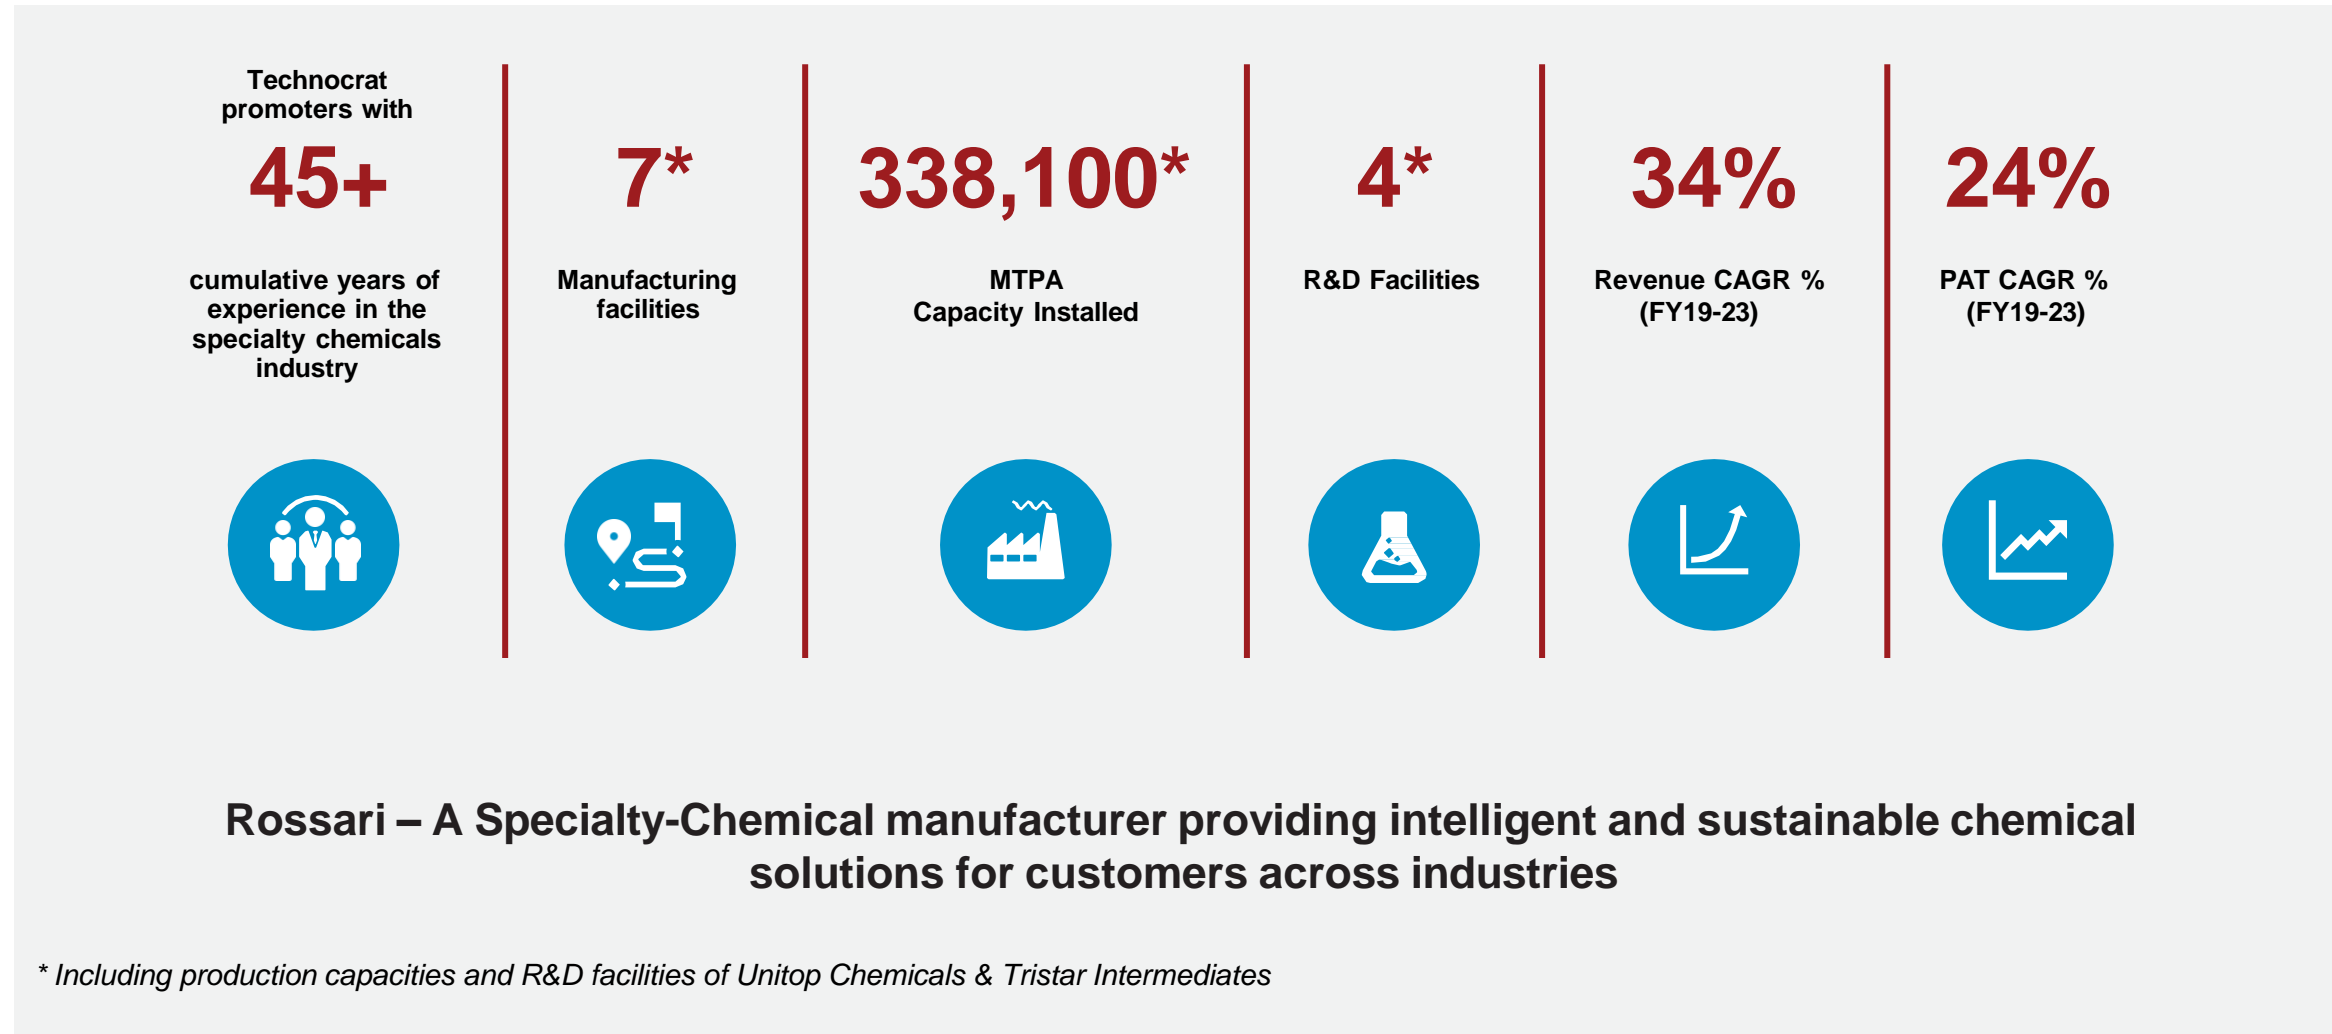 Technocrat
promoters with
45+
cumulative years of
experience in the
specialty chemicals
industry
7*
Manufacturing
facilities
338,100*
MTPA
Capacity Installed
4*
R&D Facilities
34%
Revenue CAGR %
(FY19-23)
24%
PAT CAGR %
(FY19-23)
Rossari – A Specialty-Chemical manufacturer providing intelligent and sustainable chemical
solutions for customers across industries
* Including production capacities and R&D facilities of Unitop Chemicals & Tristar Intermediates